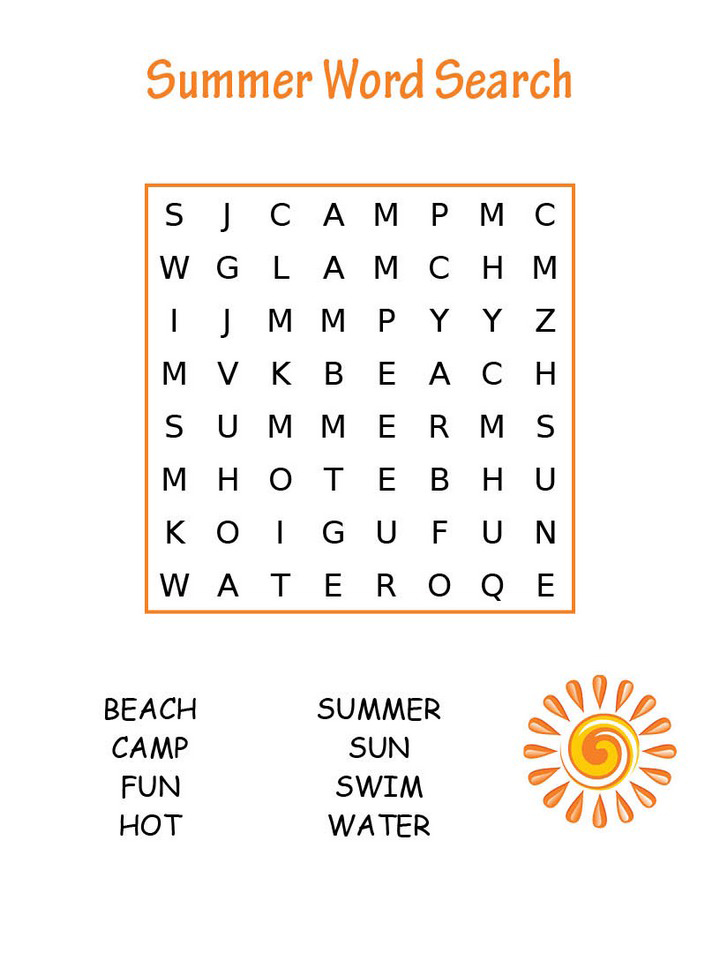 Summer Word Search
S J C A M P M C
W G L A M C H M
I J M M P Y Y Z
M V K B E A C H
S U M M E R M S
M H O T E B H U
K O I G U F U N
W A T E R O Q E
BEACH SUMMER
CAMP SUN
FUN SWIM
HOT WATER